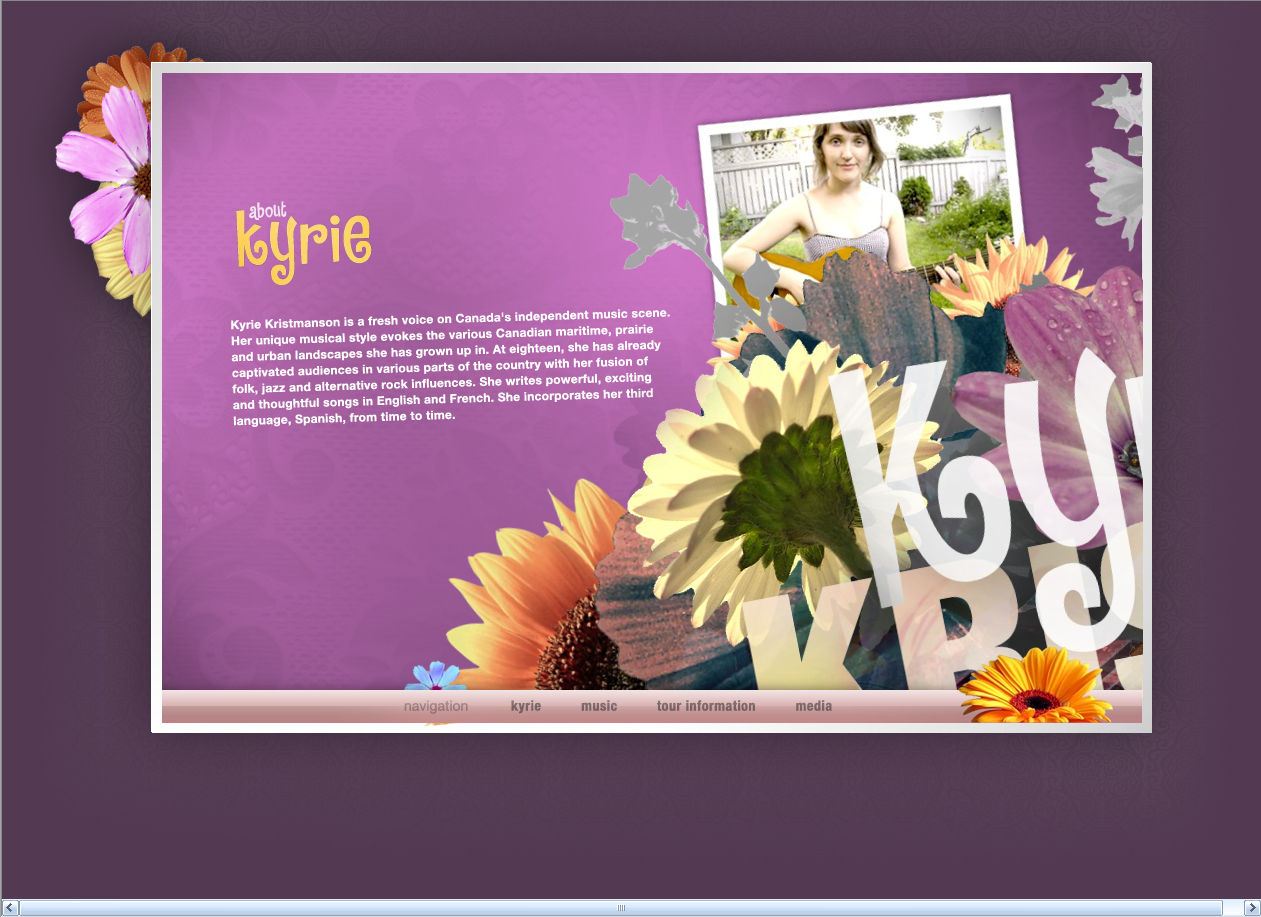 about
kyrie
Kyrie Kristmanson is a fresh voice on Canada's independent music scene.
Her unique musical style evokes the various Canadian maritime, prairie
and urban landscapes she has grown up in. At eighteen, she has already
captivated audiences in various parts of the country with her fusion of
folk, jazz and alternative rock influences. She writes powerful, exciting
and thoughtful songs in English and French. She incorporates her third
language, Spanish, from time to time.
ky
KRIS
navigation kyrie music tour information media